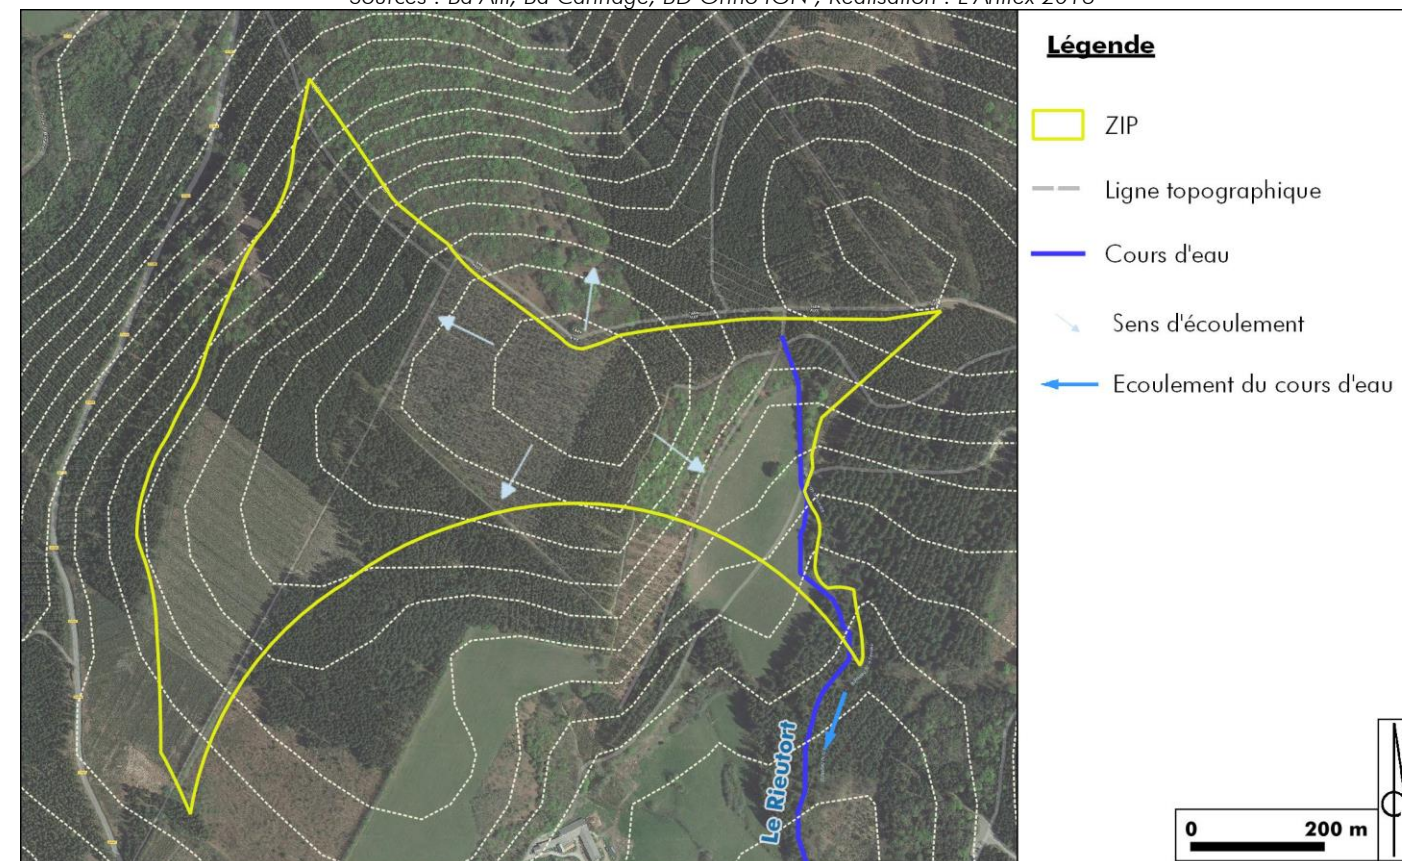 Légende
ZIP
Ligne topographique
Cours d'eau
Sens d'écoulement
Ecoulement du cours d'eau
Le Rieutort
0 200 m